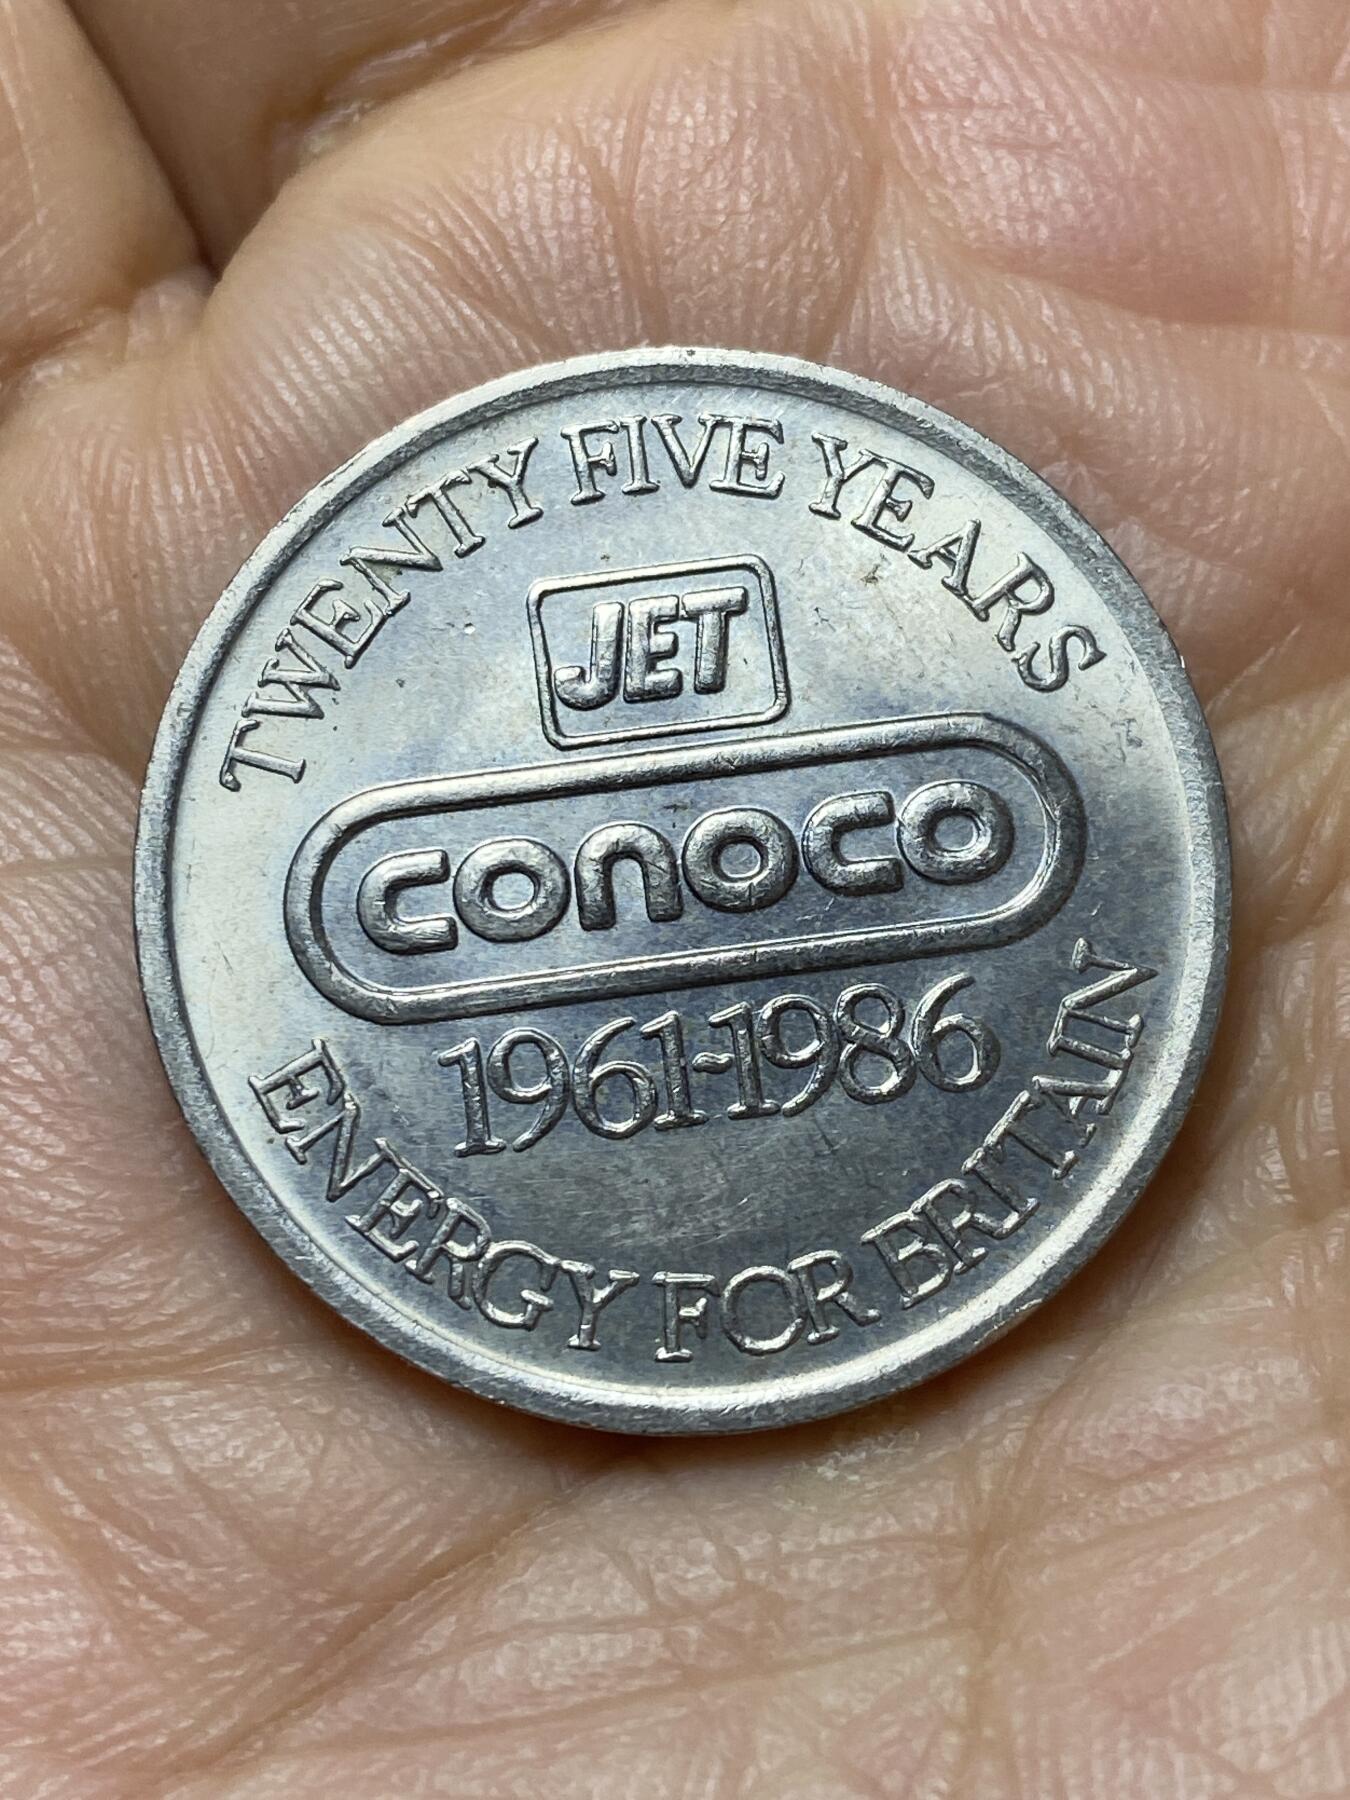 TWENTY FIVE YEARS
JET
CONOCO
1961-1986
ENERGY FOR BRITAIN